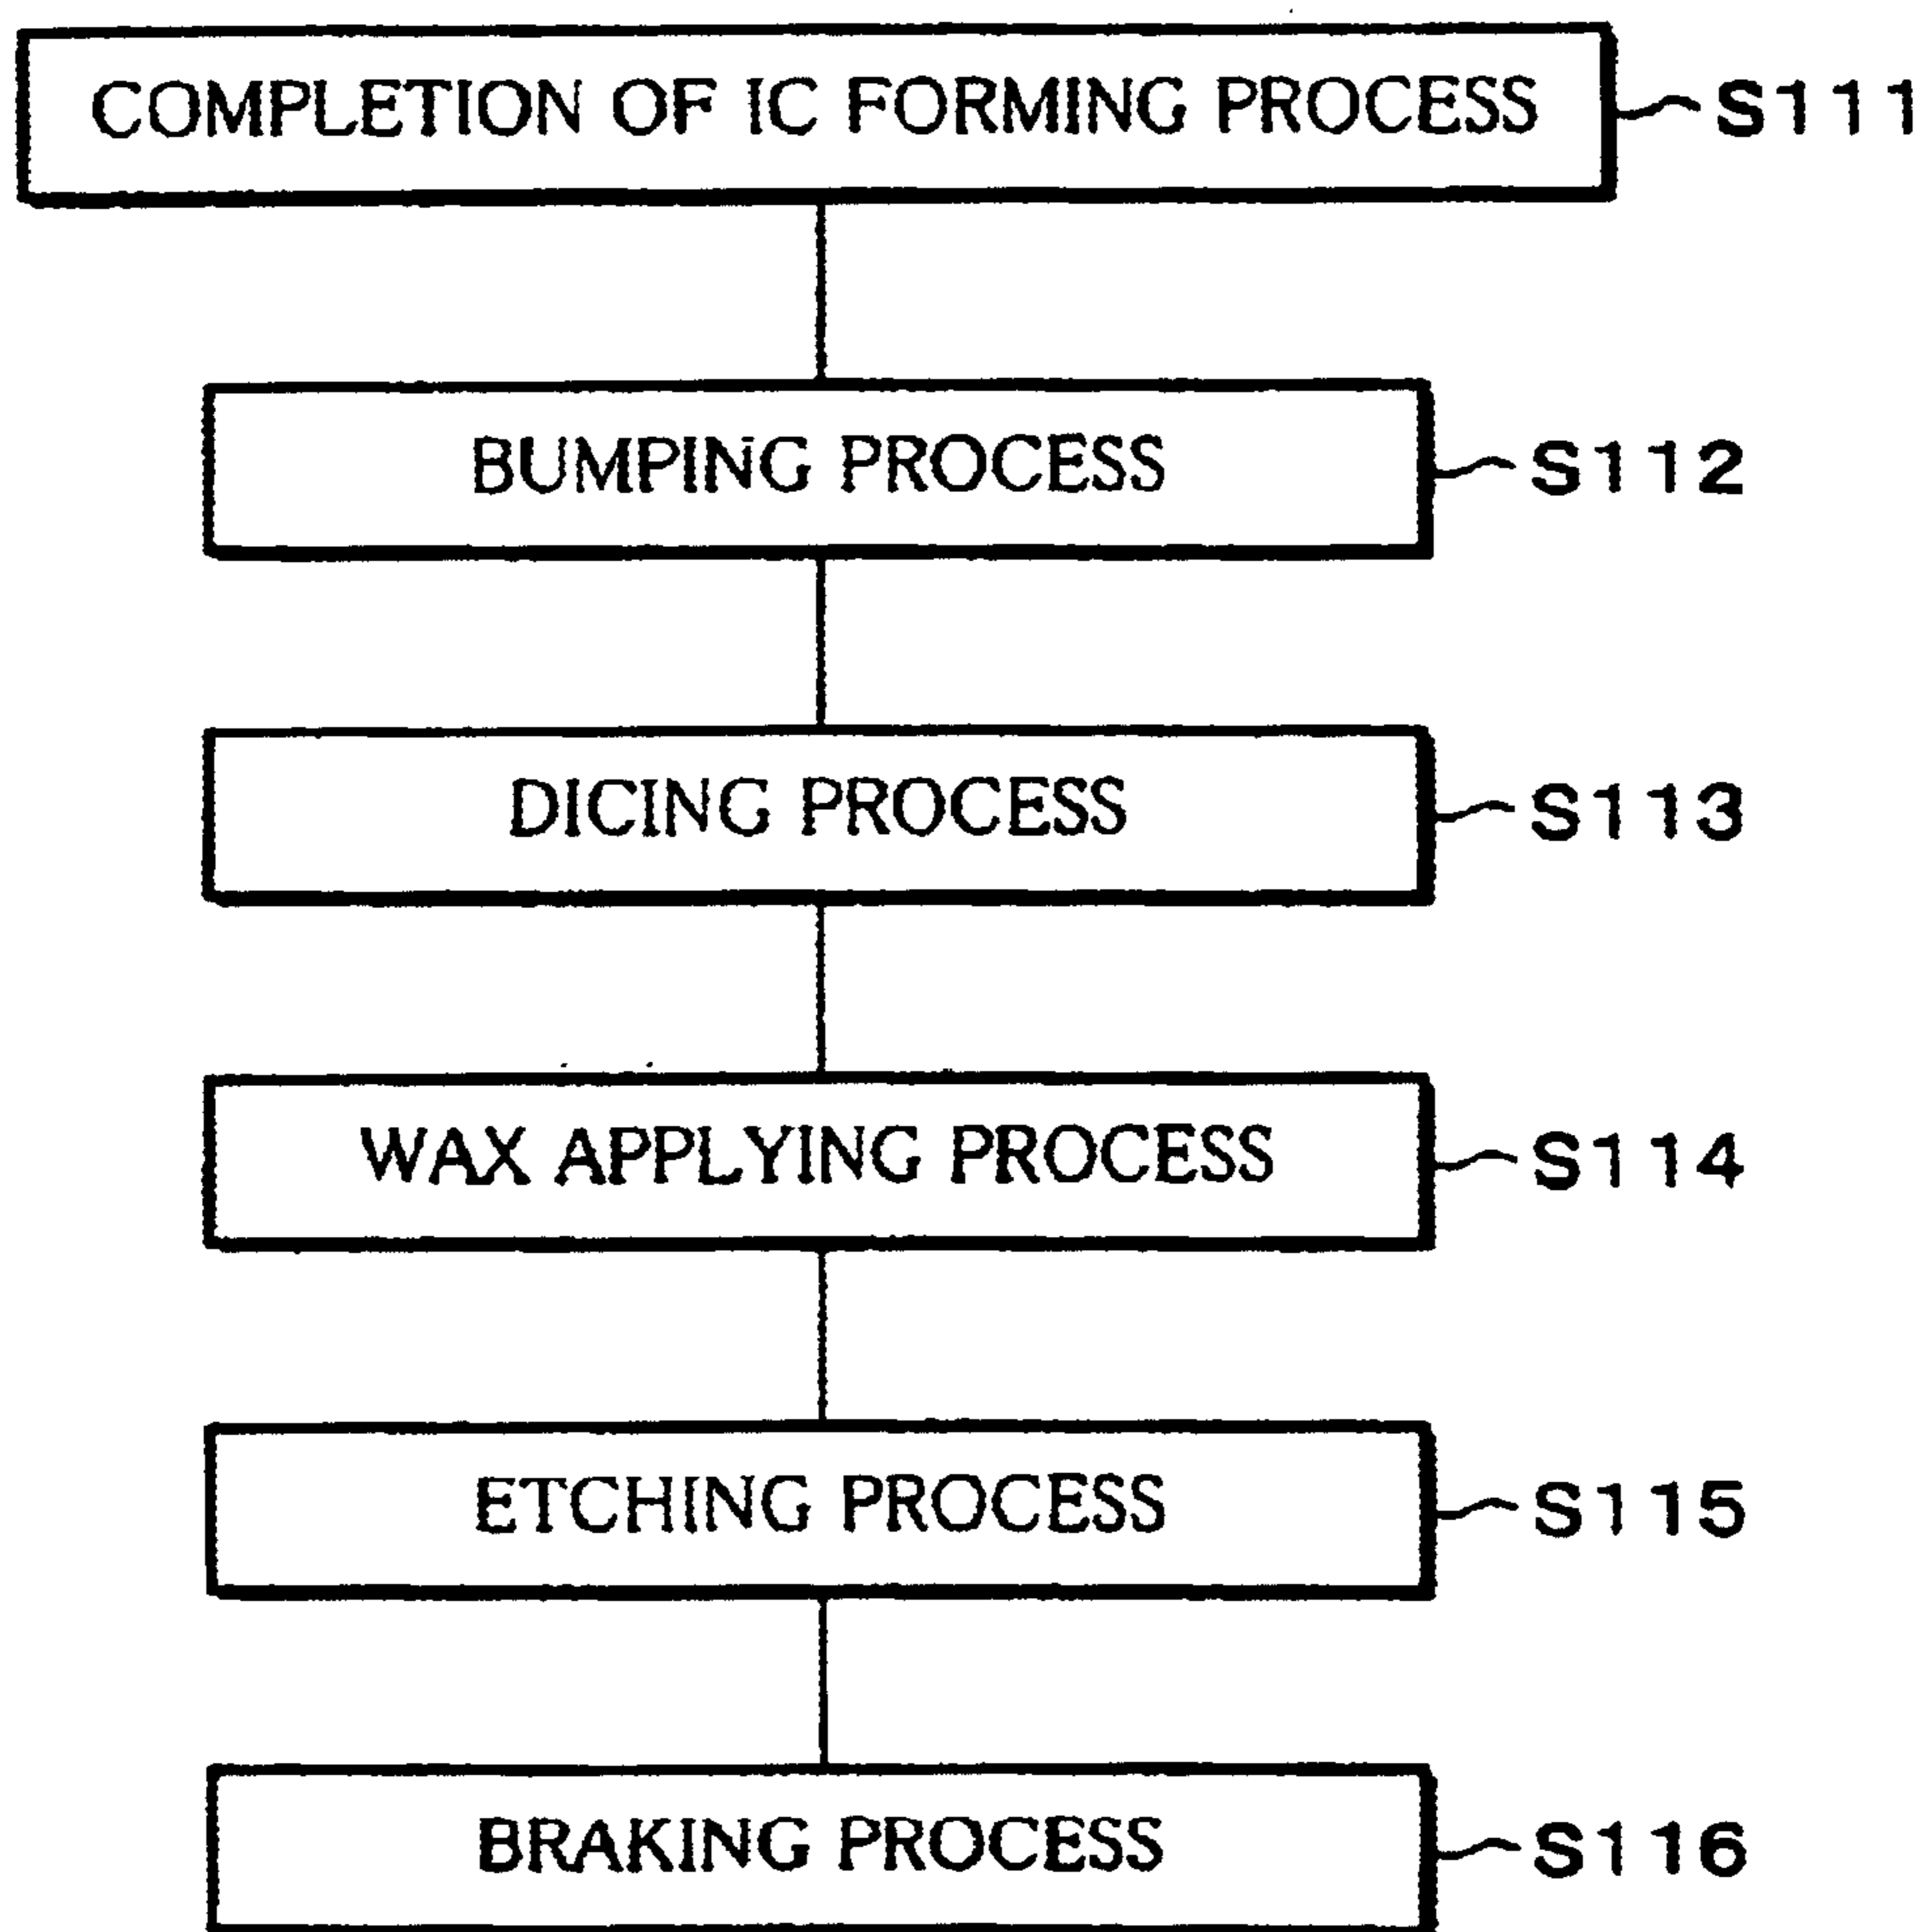 COMPLETION OF IC FORMING PROCESS S111
BUMPING PROCESS S112
DICING PROCESS S113
WAX APPLYING PROCESS S114
ETCHING PROCESS S115
BRAKING PROCESS S116